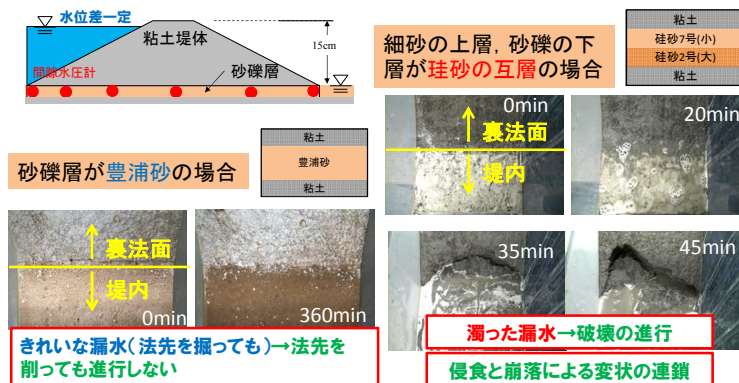 水位差一定
粘土堤体
15cm
間隙水圧計
砂礫層
細砂の上層，砂礫の下
層が珪砂の互層の場合
粘土
硅砂7号(小)
硅砂2号(大)
粘土
砂礫層が豊浦砂の場合
粘土
豊浦砂
粘土
裏法面
堤内
0min
360min
きれいな漏水(法先を掘っても)→法先を
削っても進行しない
0min
裏法面
堤内
20min
35min
45min
濁った漏水→破壊の進行
侵食と崩落による変状の連鎖